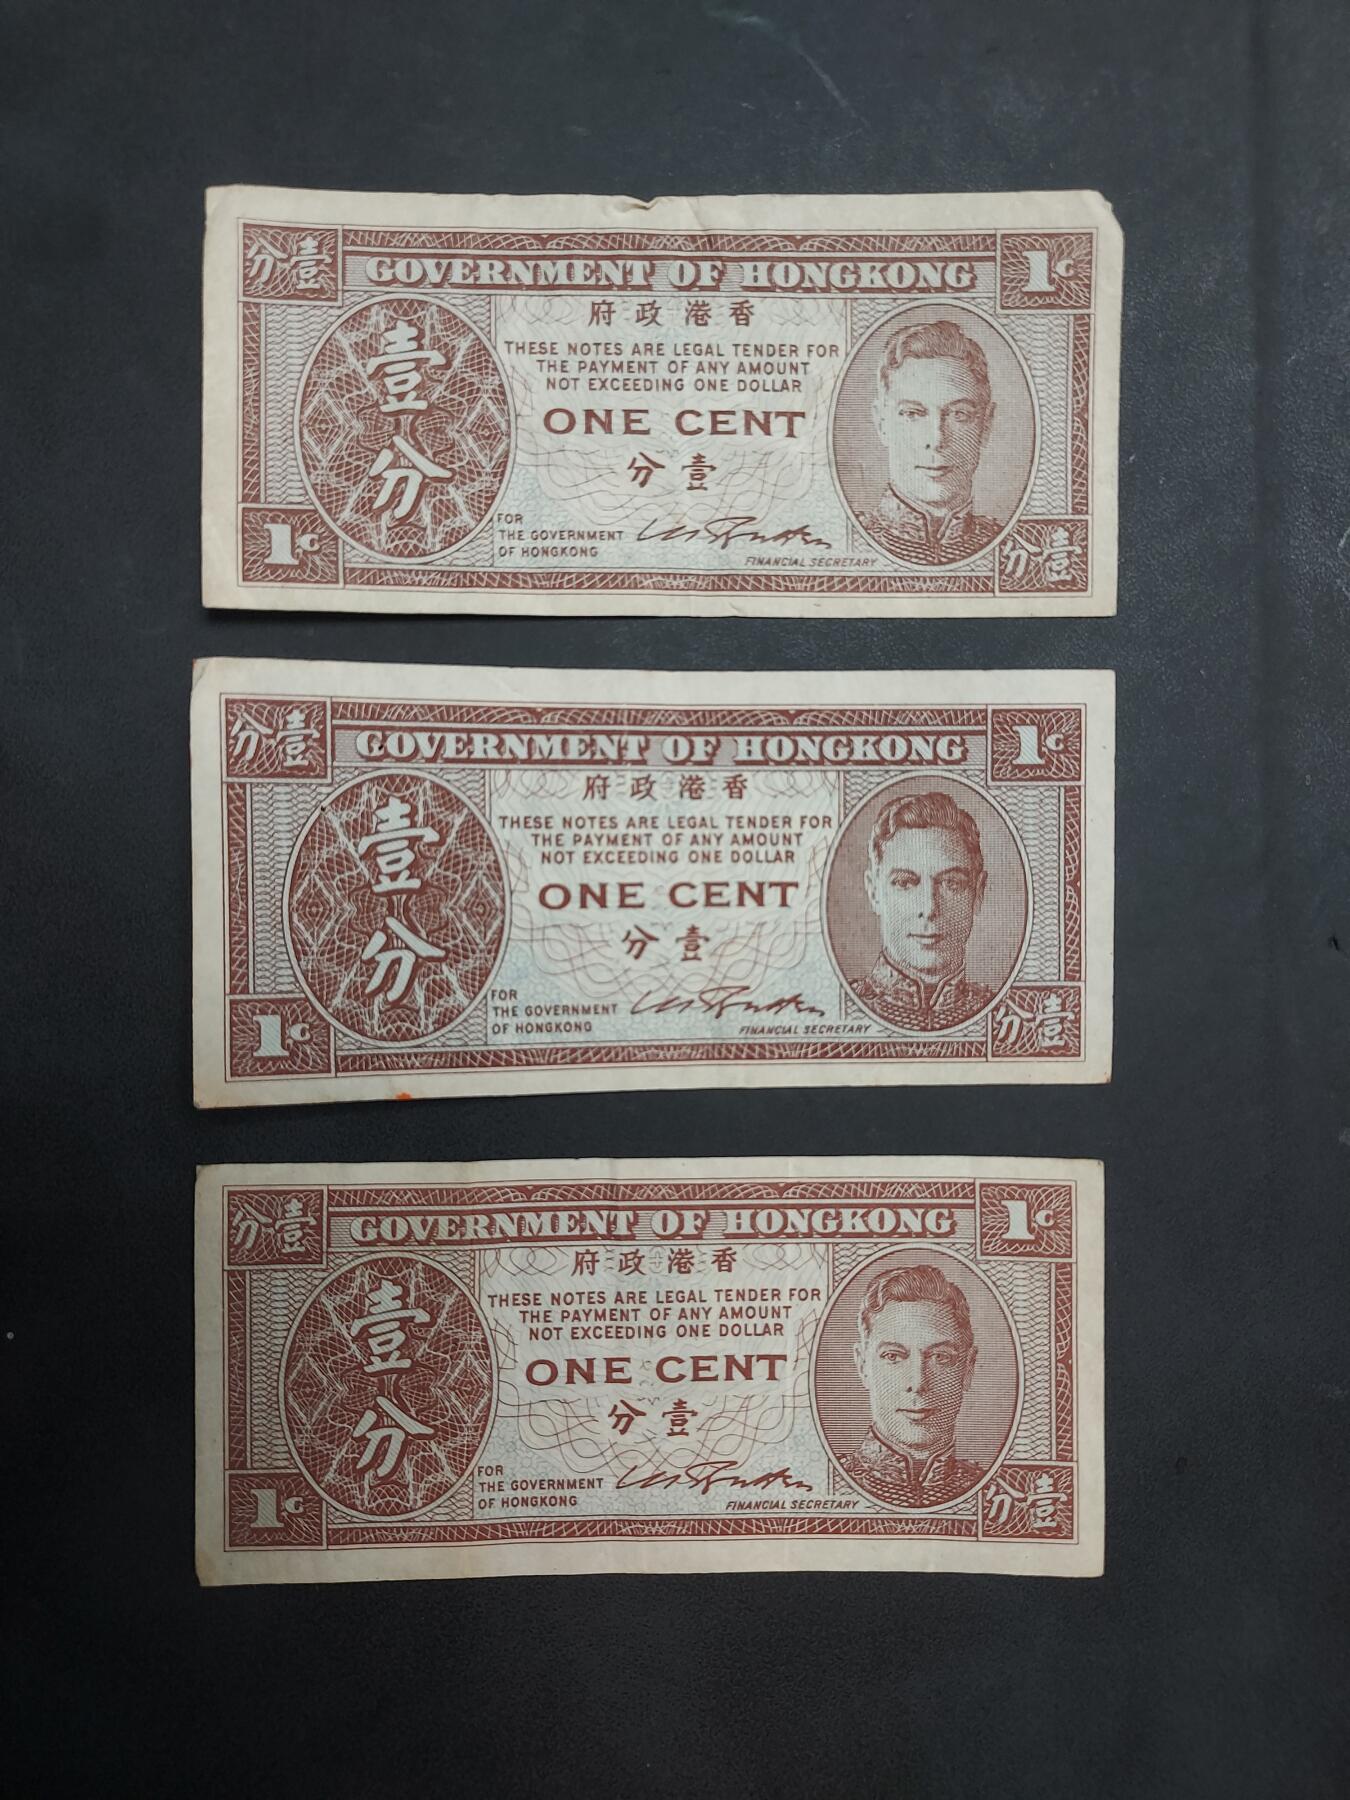 分壹 GOVERNMENT OF HONGKONG 1C
府政港香
THESE NOTES ARE LEGAL TENDER FOR
THE PAYMENT OF ANY AMOUNT
NOT EXCEEDING ONE DOLLAR
壹分
ONE CENT
分壹
FOR
THE GOVERNMENT
OF HONGKONG
FINANCIAL SECRETARY
1C 分壹
分壹 GOVERNMENT OF HONGKONG 1C
府政港香
THESE NOTES ARE LEGAL TENDER FOR
THE PAYMENT OF ANY AMOUNT
NOT EXCEEDING ONE DOLLAR
壹分
ONE CENT
分壹
FOR
THE GOVERNMENT
OF HONGKONG
FINANCIAL SECRETARY
1C 分壹
分壹 GOVERNMENT OF HONGKONG 1C
府政港香
THESE NOTES ARE LEGAL TENDER FOR
THE PAYMENT OF ANY AMOUNT
NOT EXCEEDING ONE DOLLAR
壹分
ONE CENT
分壹
FOR
THE GOVERNMENT
OF HONGKONG
FINANCIAL SECRETARY
1C 分壹